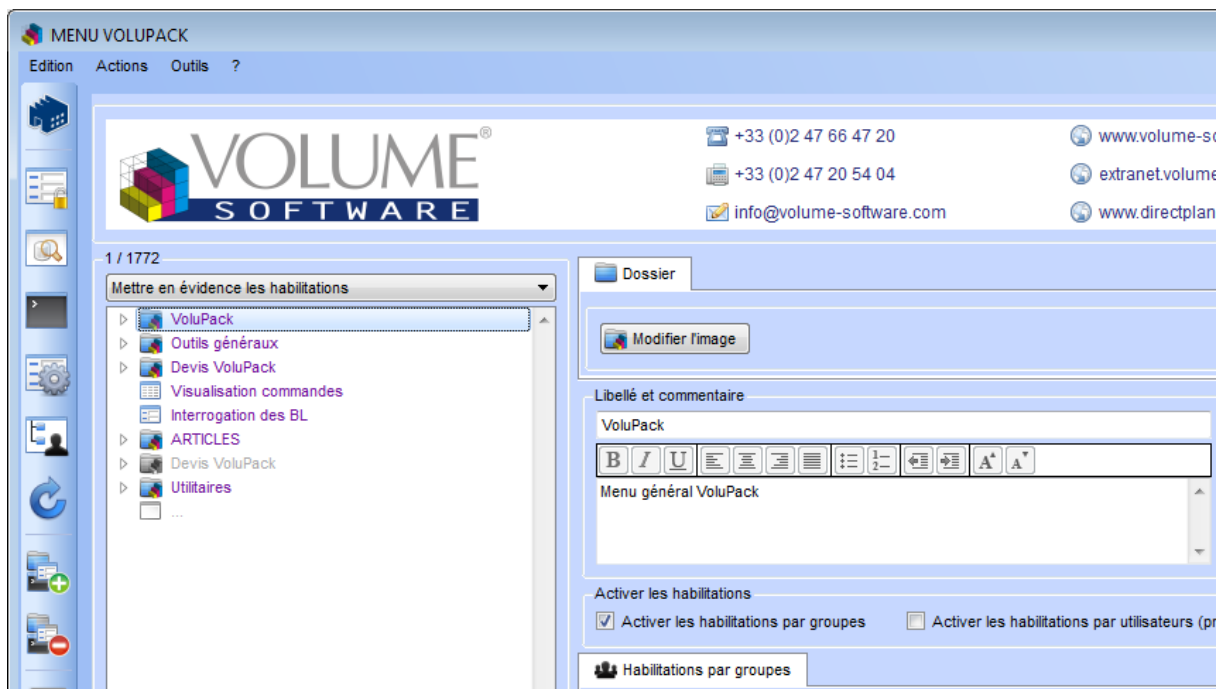 MENU VOLUPACK
Edition Actions Outils ?
VOLUME®
SOFTWARE
+33 (0)2 47 66 47 20
+33 (0)2 47 20 54 04
info@volume-software.com
www.volume-so
extranet.volume
www.directplan
1 / 1772
Mettre en évidence les habilitations
VoluPack
Outils généraux
Devis VoluPack
Visualisation commandes
Interrogation des BL
ARTICLES
Devis VoluPack
Utilitaires
...
Dossier
Modifier l'image
Libellé et commentaire
VoluPack
B I U A A
Menu général VoluPack
Activer les habilitations
Activer les habilitations par groupes Activer les habilitations par utilisateurs (pr
Habilitations par groupes